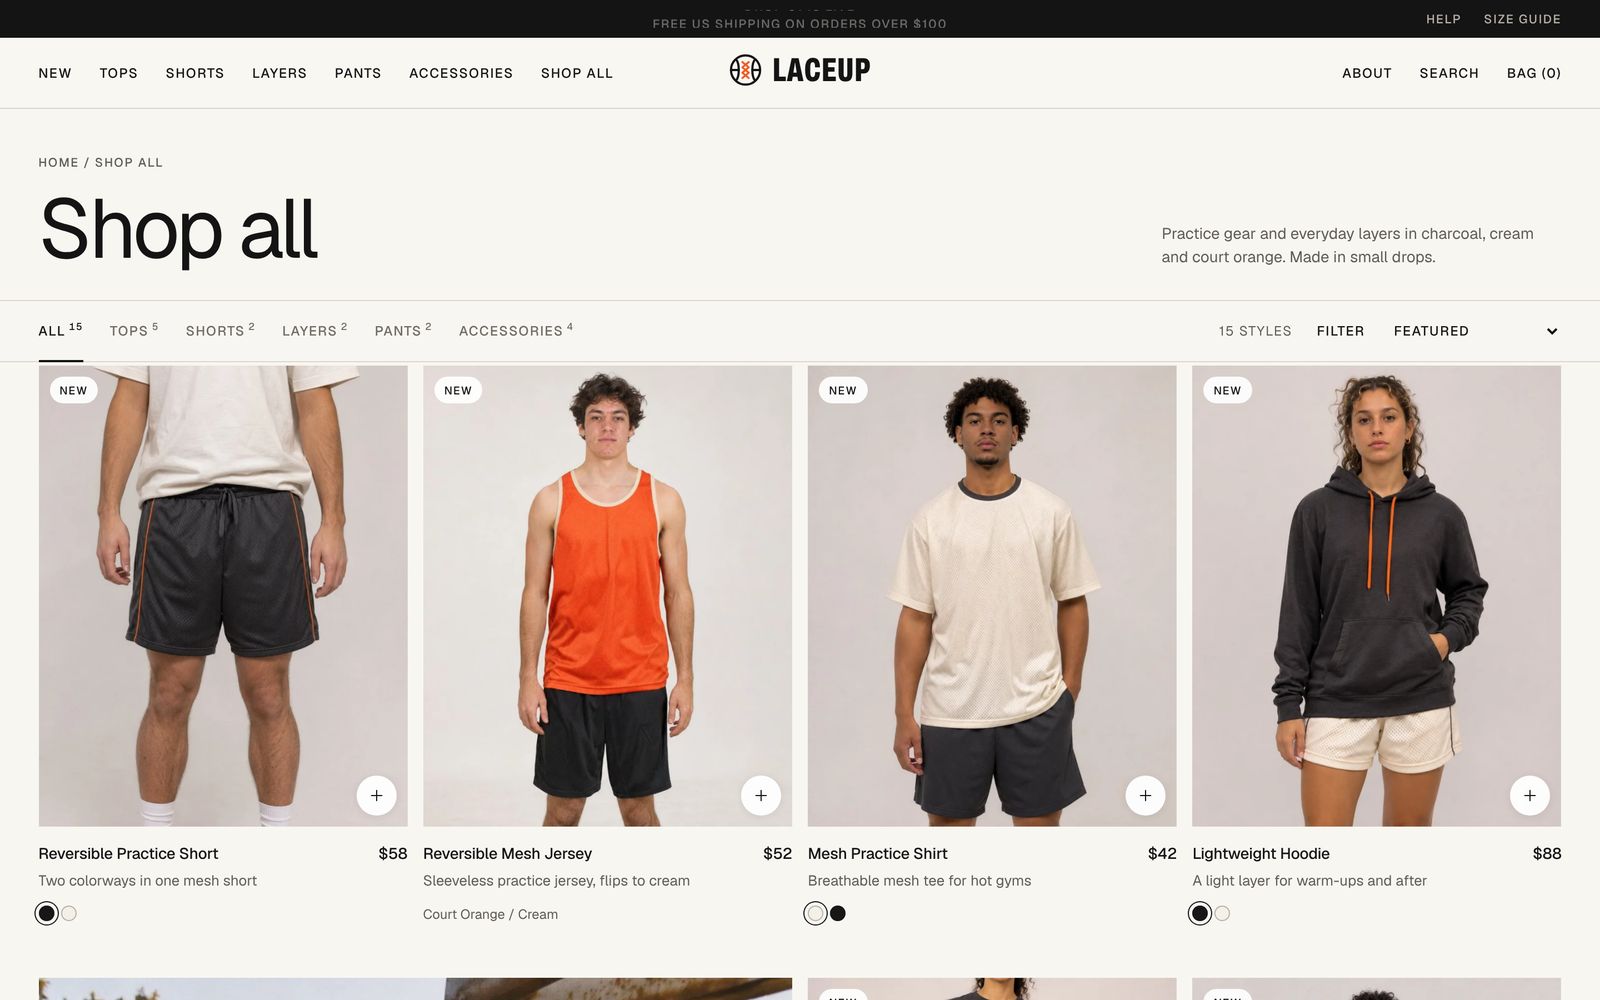 FREE US SHIPPING ON ORDERS OVER $100
HELP SIZE GUIDE
NEW TOPS SHORTS LAYERS PANTS ACCESSORIES SHOP ALL
LACEUP
ABOUT SEARCH BAG (0)
HOME / SHOP ALL
Shop all
Practice gear and everyday layers in charcoal, cream
and court orange. Made in small drops.
ALL 15 TOPS 5 SHORTS 2 LAYERS 2 PANTS 2 ACCESSORIES 4
15 STYLES FILTER FEATURED
NEW
NEW
NEW
NEW
Reversible Practice Short $58
Two colorways in one mesh short
Reversible Mesh Jersey $52
Sleeveless practice jersey, flips to cream
Court Orange / Cream
Mesh Practice Shirt $42
Breathable mesh tee for hot gyms
Lightweight Hoodie $88
A light layer for warm-ups and after
NEW
NEW